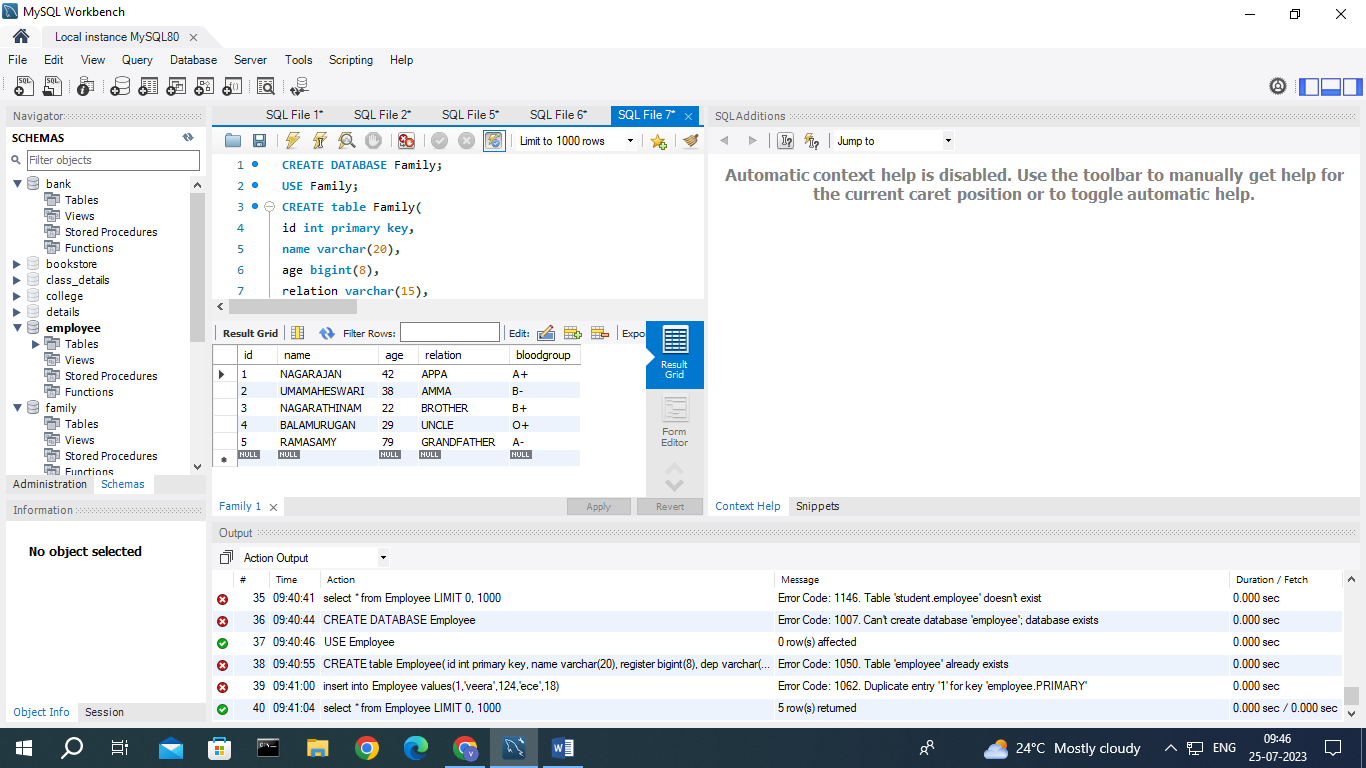 MySQL Workbench
Local instance MySQL80
File Edit View Query Database Server Tools Scripting Help
Navigator
SCHEMAS
Filter objects
bank
Tables
Views
Stored Procedures
Functions
bookstore
class_details
college
details
employee
Tables
Views
Stored Procedures
Functions
family
Tables
Views
Stored Procedures
Functions
Administration Schemas
Information
No object selected
Object Info Session
SQL File 1* SQL File 2* SQL File 5* SQL File 6* SQL File 7*
Limit to 1000 rows
1 CREATE DATABASE Family;
2 USE Family;
3 CREATE table Family(
4 id int primary key,
5 name varchar(20),
6 age bigint(8),
7 relation varchar(15),
Result Grid Filter Rows: Edit: Expo
id name age relation bloodgroup
1 NAGARAJAN 42 APPA A+
2 UMAMAHESWARI 38 AMMA B-
3 NAGARATHINAM 22 BROTHER B+
4 BALAMURUGAN 29 UNCLE O+
5 RAMASAMY 79 GRANDFATHER A-
NULL NULL NULL NULL NULL
Result
Grid
Form
Editor
Family 1 Apply Revert
SQLAdditions
Jump to
Automatic context help is disabled. Use the toolbar to manually get help for
the current caret position or to toggle automatic help.
Context Help Snippets
Output
Action Output
# Time Action Message Duration / Fetch
35 09:40:41 select * from Employee LIMIT 0, 1000 Error Code: 1146. Table 'student.employee' doesn't exist 0.000 sec
36 09:40:44 CREATE DATABASE Employee Error Code: 1007. Can't create database 'employee'; database exists 0.000 sec
37 09:40:46 USE Employee 0 row(s) affected 0.000 sec
38 09:40:55 CREATE table Employee( id int primary key, name varchar(20), register bigint(8), dep varchar(... Error Code: 1050. Table 'employee' already exists 0.000 sec
39 09:41:00 insert into Employee values(1,'veera',124,'ece',18) Error Code: 1062. Duplicate entry '1' for key 'employee.PRIMARY' 0.000 sec
40 09:41:04 select * from Employee LIMIT 0, 1000 5 row(s) returned 0.000 sec / 0.000 sec
24°C Mostly cloudy ENG 09:46
25-07-2023